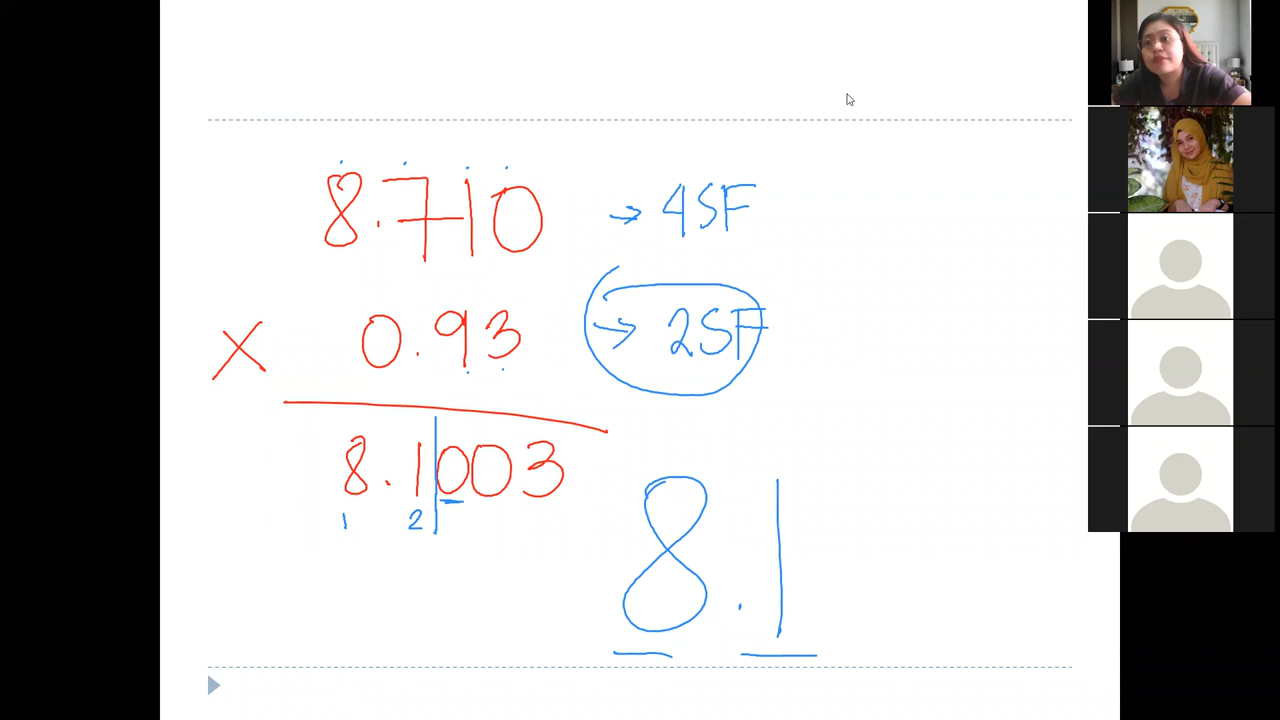 8.710 → 4SF
X 0.93 → 2SF
8.1003
1 2
8.1